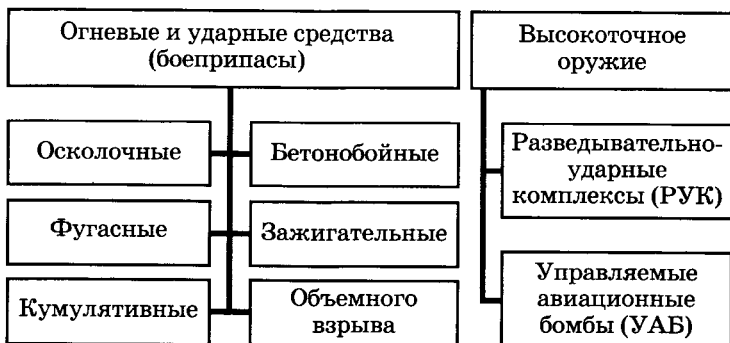 Огневые и ударные средства
(боеприпасы)
Высокоточное
оружие
Осколочные
Бетонобойные
Фугасные
Зажигательные
Кумулятивные
Объемного
взрыва
Разведывательно-
ударные
комплексы (РУК)
Управляемые
авиационные
бомбы (УАБ)